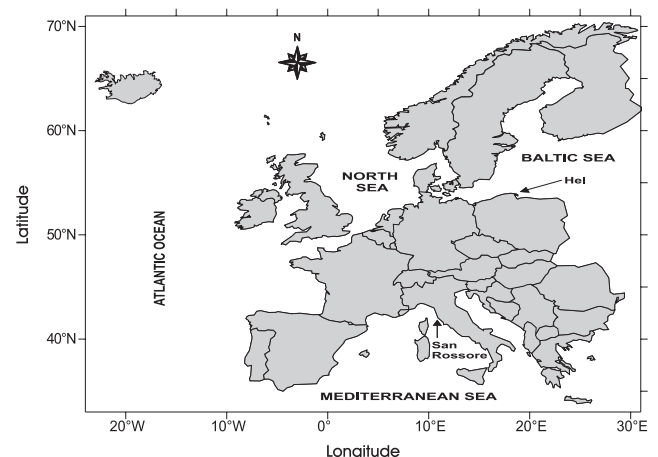 N
70°N
60°N
50°N
40°N
Latitude
ATLANTIC OCEAN
NORTH
SEA
BALTIC SEA
Hel
San
Rossore
MEDITERRANEAN SEA
20°W
10°W
0°
10°E
20°E
30°E
Longitude